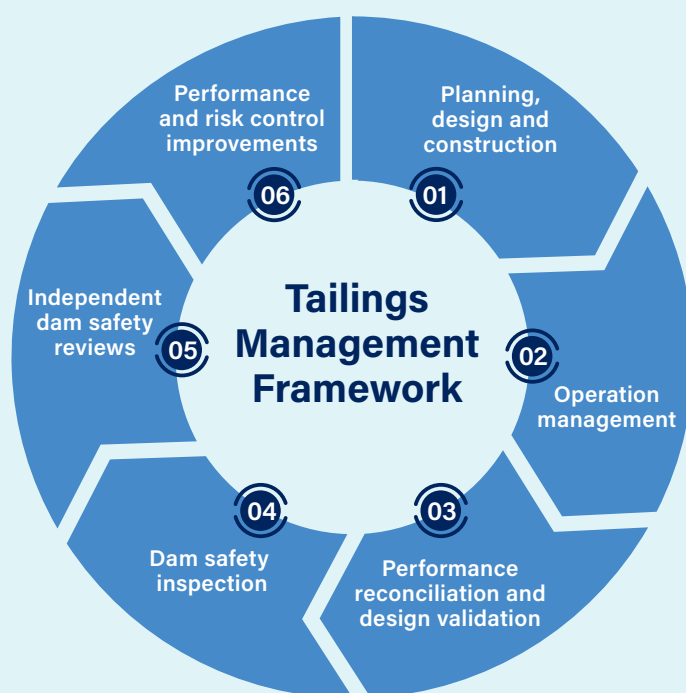 Tailings
Management
Framework
01
Planning,
design and
construction
02
Operation
management
03
Performance
reconciliation and
design validation
04
Dam safety
inspection
05
Independent
dam safety
reviews
06
Performance
and risk control
improvements